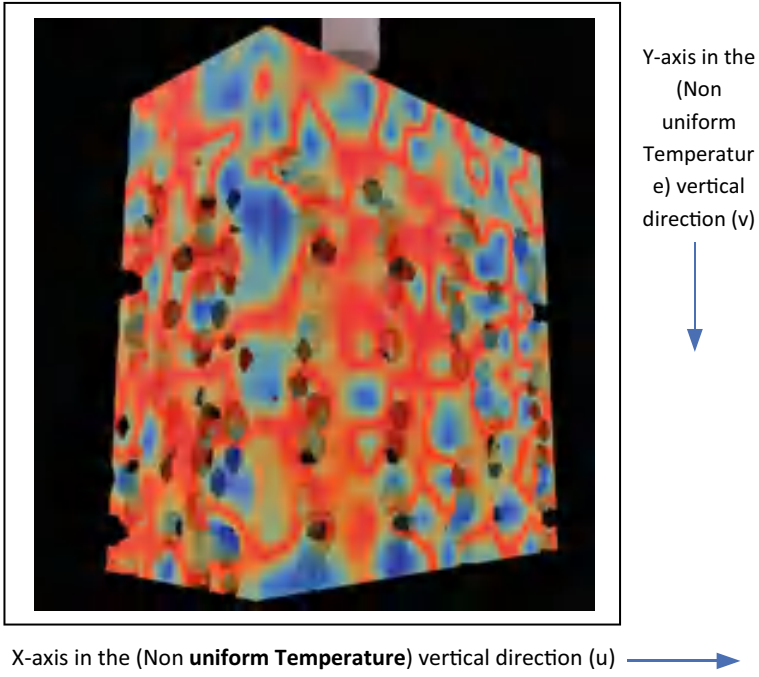 Y-axis in the
(Non
uniform
Temperatur
e) vertical
direction (v)
X-axis in the (Non uniform Temperature) vertical direction (u)